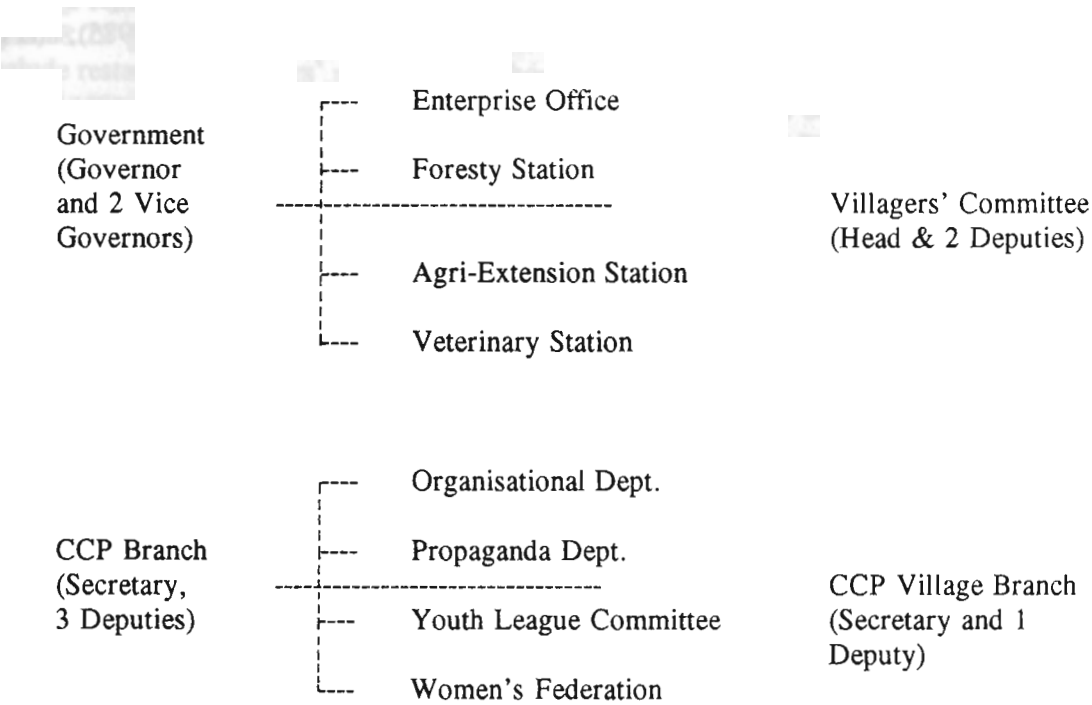 Enterprise Office
Government
(Governor
and 2 Vice
Governors)
Foresty Station
Agri-Extension Station
Veterinary Station
Villagers' Committee
(Head & 2 Deputies)
Organisational Dept.
CCP Branch
(Secretary,
3 Deputies)
Propaganda Dept.
Youth League Committee
Women's Federation
CCP Village Branch
(Secretary and 1
Deputy)